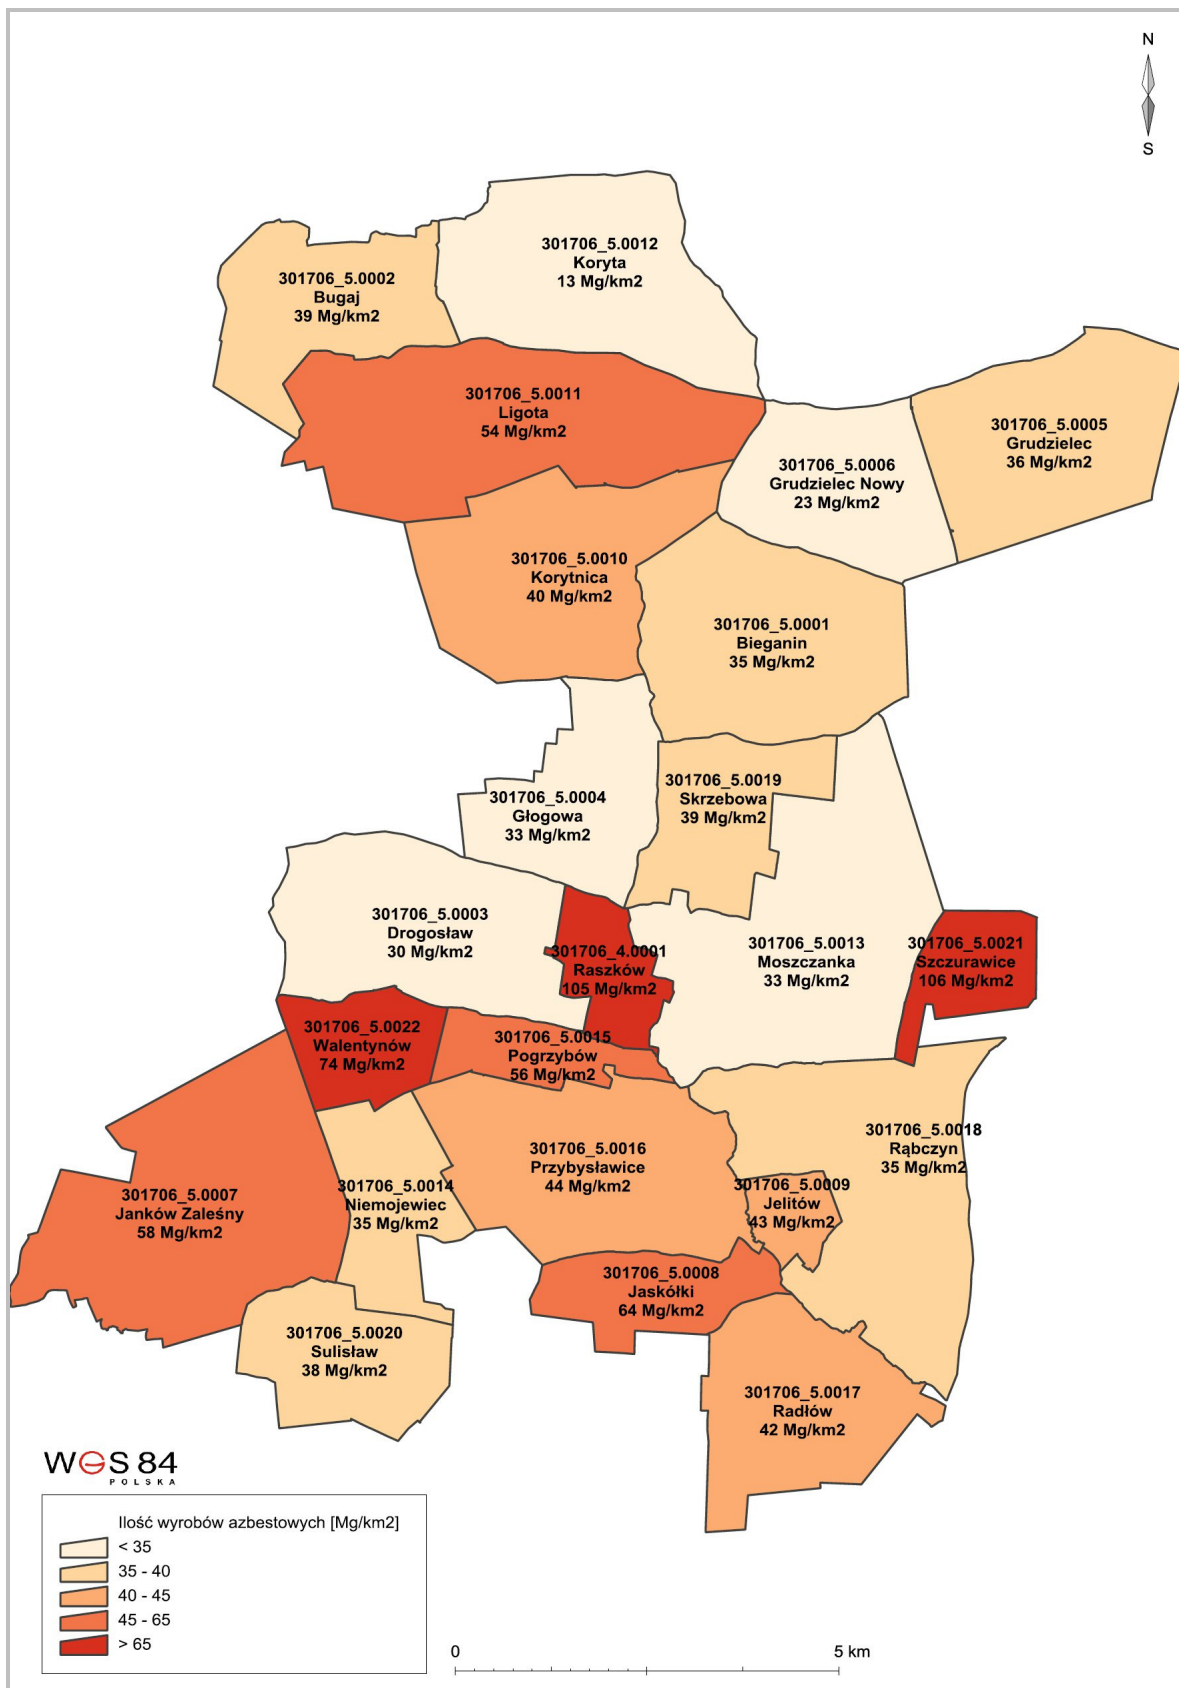 N
S
301706_5.0012
Koryta
13 Mg/km2
301706_5.0002
Bugaj
39 Mg/km2
301706_5.0011
Ligota
54 Mg/km2
301706_5.0005
Grudzielec
36 Mg/km2
301706_5.0006
Grudzielec Nowy
23 Mg/km2
301706_5.0010
Korytnica
40 Mg/km2
301706_5.0001
Bieganin
35 Mg/km2
301706_5.0019
Skrzebowa
39 Mg/km2
301706_5.0004
Głogowa
33 Mg/km2
301706_5.0003
Drogosław
30 Mg/km2
301706_4.0001
Raszków
105 Mg/km2
301706_5.0013
Moszczanka
33 Mg/km2
301706_5.0021
Szczurawice
106 Mg/km2
301706_5.0022
Walentynów
74 Mg/km2
301706_5.0015
Pogrzybów
56 Mg/km2
301706_5.0018
Rąbczyn
35 Mg/km2
301706_5.0016
Przybysławice
44 Mg/km2
301706_5.0007
Janków Zaleśny
58 Mg/km2
301706_5.0014
Niemojewiec
35 Mg/km2
301706_5.0009
Jelitów
43 Mg/km2
301706_5.0008
Jaskółki
64 Mg/km2
301706_5.0020
Sulisław
38 Mg/km2
301706_5.0017
Radłów
42 Mg/km2
WGS 84
POLSKA
Ilość wyrobów azbestowych [Mg/km2]
< 35
35 - 40
40 - 45
45 - 65
> 65
0
5 km